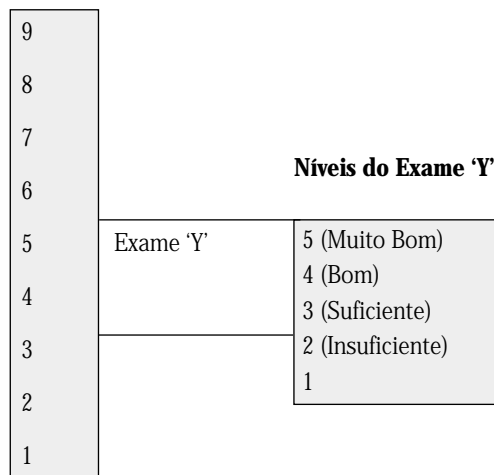 9
8
7
6
5
4
3
2
1
Exame ‘Y’
Níveis do Exame ‘Y’
5 (Muito Bom)
4 (Bom)
3 (Suficiente)
2 (Insuficiente)
1